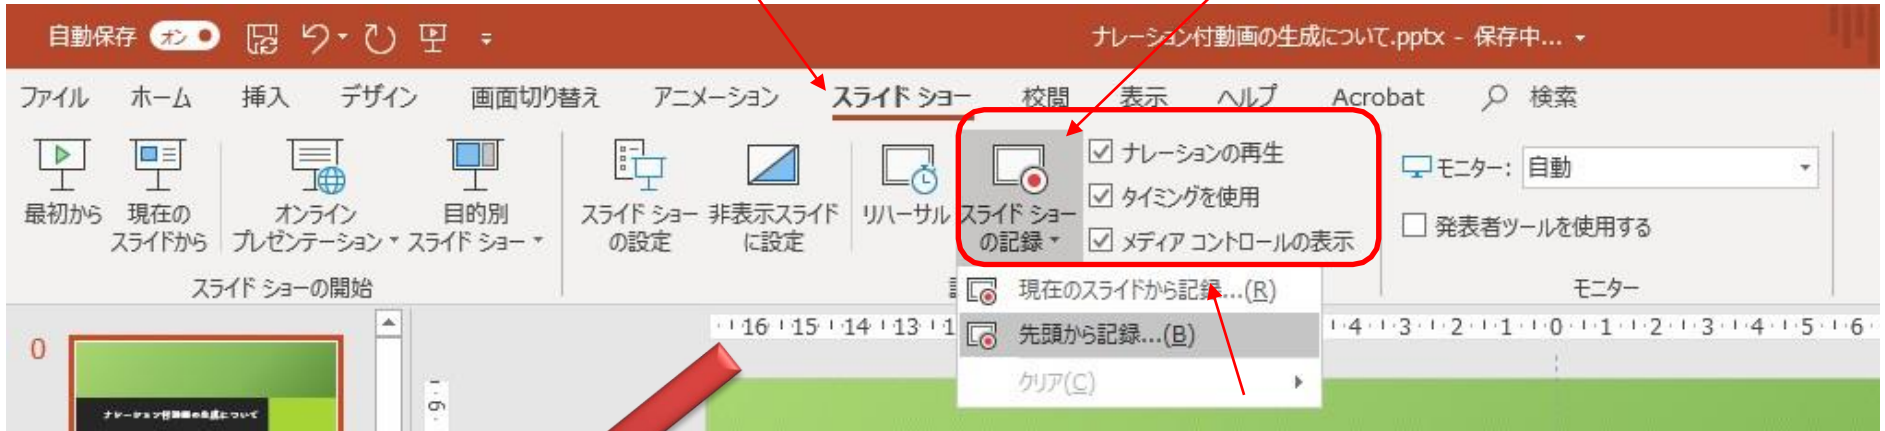 自動保存 オン
ナレーション付動画の生成について.pptx - 保存中...
ファイル ホーム 挿入 デザイン 画面切り替え アニメーション スライド ショー 校閲 表示 ヘルプ Acrobat 検索
最初から
現在の
スライドから
オンライン
プレゼンテーション
目的別
スライド ショー
スライド ショー
の設定
非表示スライド
に設定
リハーサル
スライド ショー
の記録
ナレーションの再生
タイミングを使用
メディア コントロールの表示
モニター: 自動
発表者ツールを使用する
スライド ショーの開始
モニター
現在のスライドから記録...(R)
先頭から記録...(B)
クリア(C)
16 15 14 13 1
4 3 2 1 0 1 2 3 4 5 6
0
ナレーション付動画の生成について
6